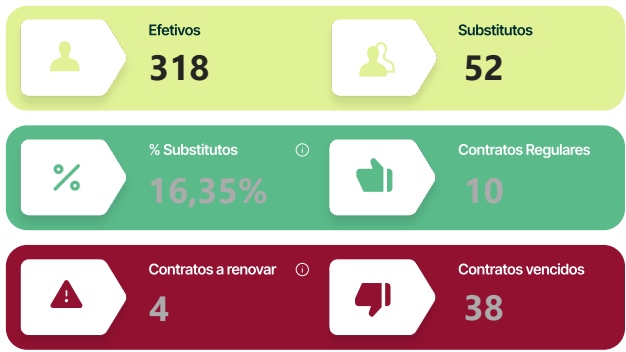 Efetivos
318
Substitutos
52
% Substitutos
16,35%
Contratos Regulares
10
Contratos a renovar
4
Contratos vencidos
38